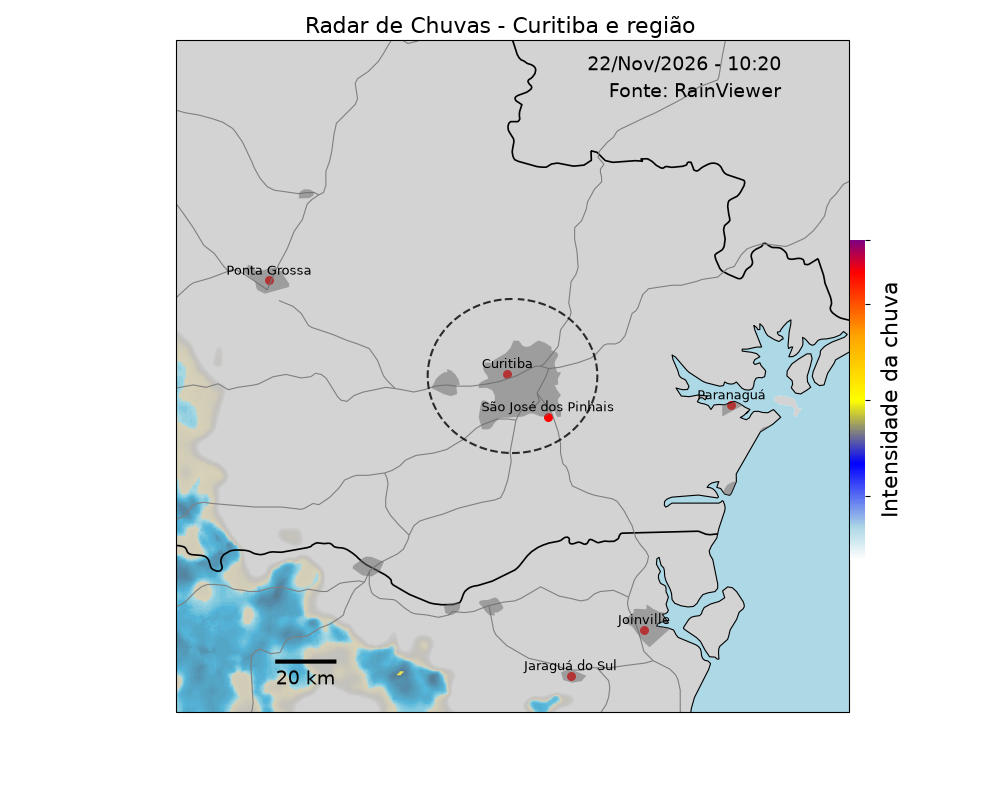 Radar de Chuvas - Curitiba e região
22/Nov/2026 - 10:20
Fonte: RainViewer
Ponta Grossa
Curitiba
Paranaguá
São José dos Pinhais
Intensidade da chuva
Joinville
Jaraguá do Sul
20 km